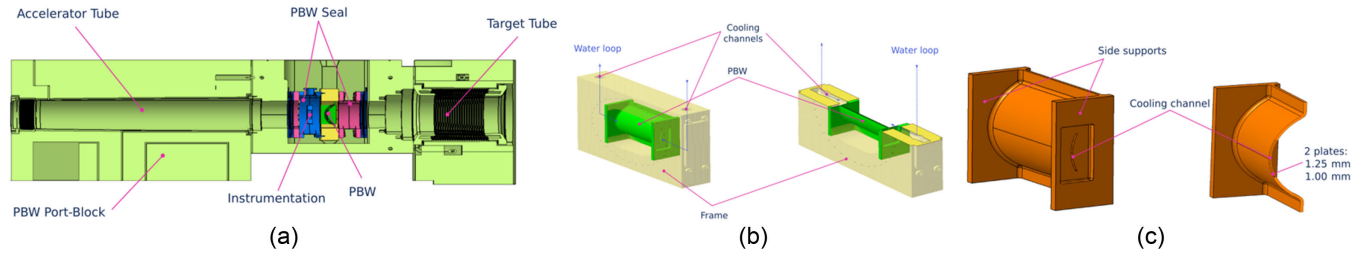 Accelerator Tube
PBW Seal
Target Tube
Instrumentation
PBW
PBW Port-Block
(a)
Cooling
channels
Water loop
PBW
Water loop
Frame
(b)
Side supports
Cooling channel
2 plates:
1.25 mm
1.00 mm
(c)